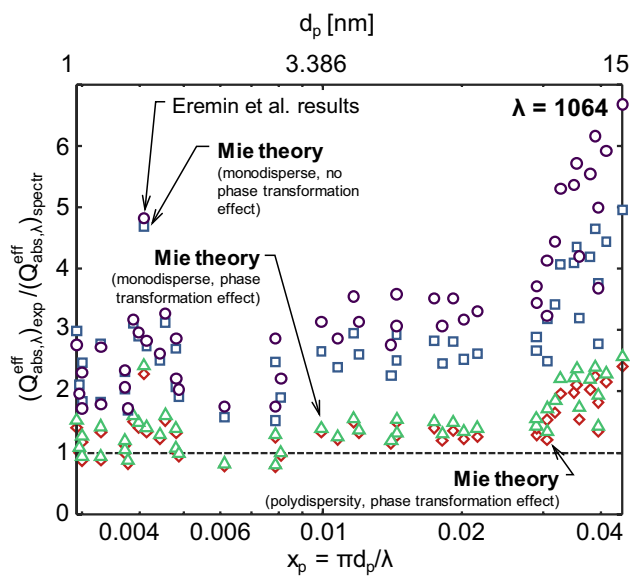 d_p [nm]
1 3.386 15
λ = 1064
Eremin et al. results
Mie theory
(monodisperse, no
phase transformation
effect)
Mie theory
(monodisperse, phase
transformation effect)
Mie theory
(polydispersity, phase transformation effect)
(Q^eff_abs,λ)_exp/(Q^eff_abs,λ)_spectr
6
5
4
3
2
1
0
0.004 0.006 0.01 0.02 0.04
x_p = πd_p/λ